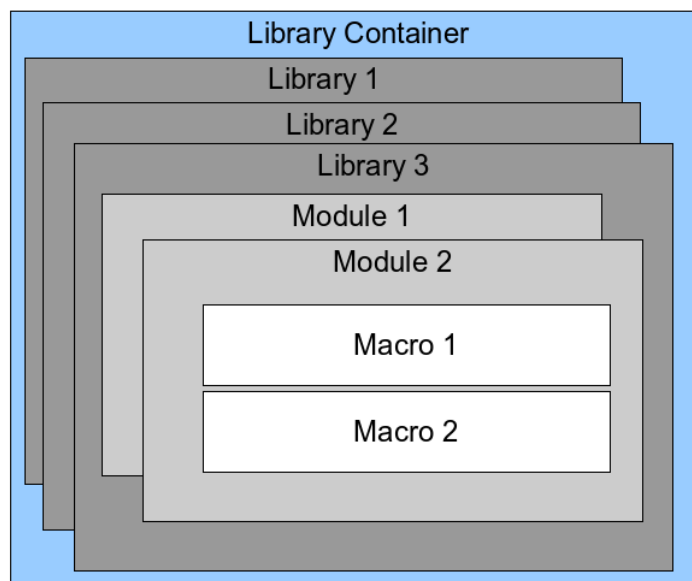 Library Container
Library 1
Library 2
Library 3
Module 1
Module 2
Macro 1
Macro 2